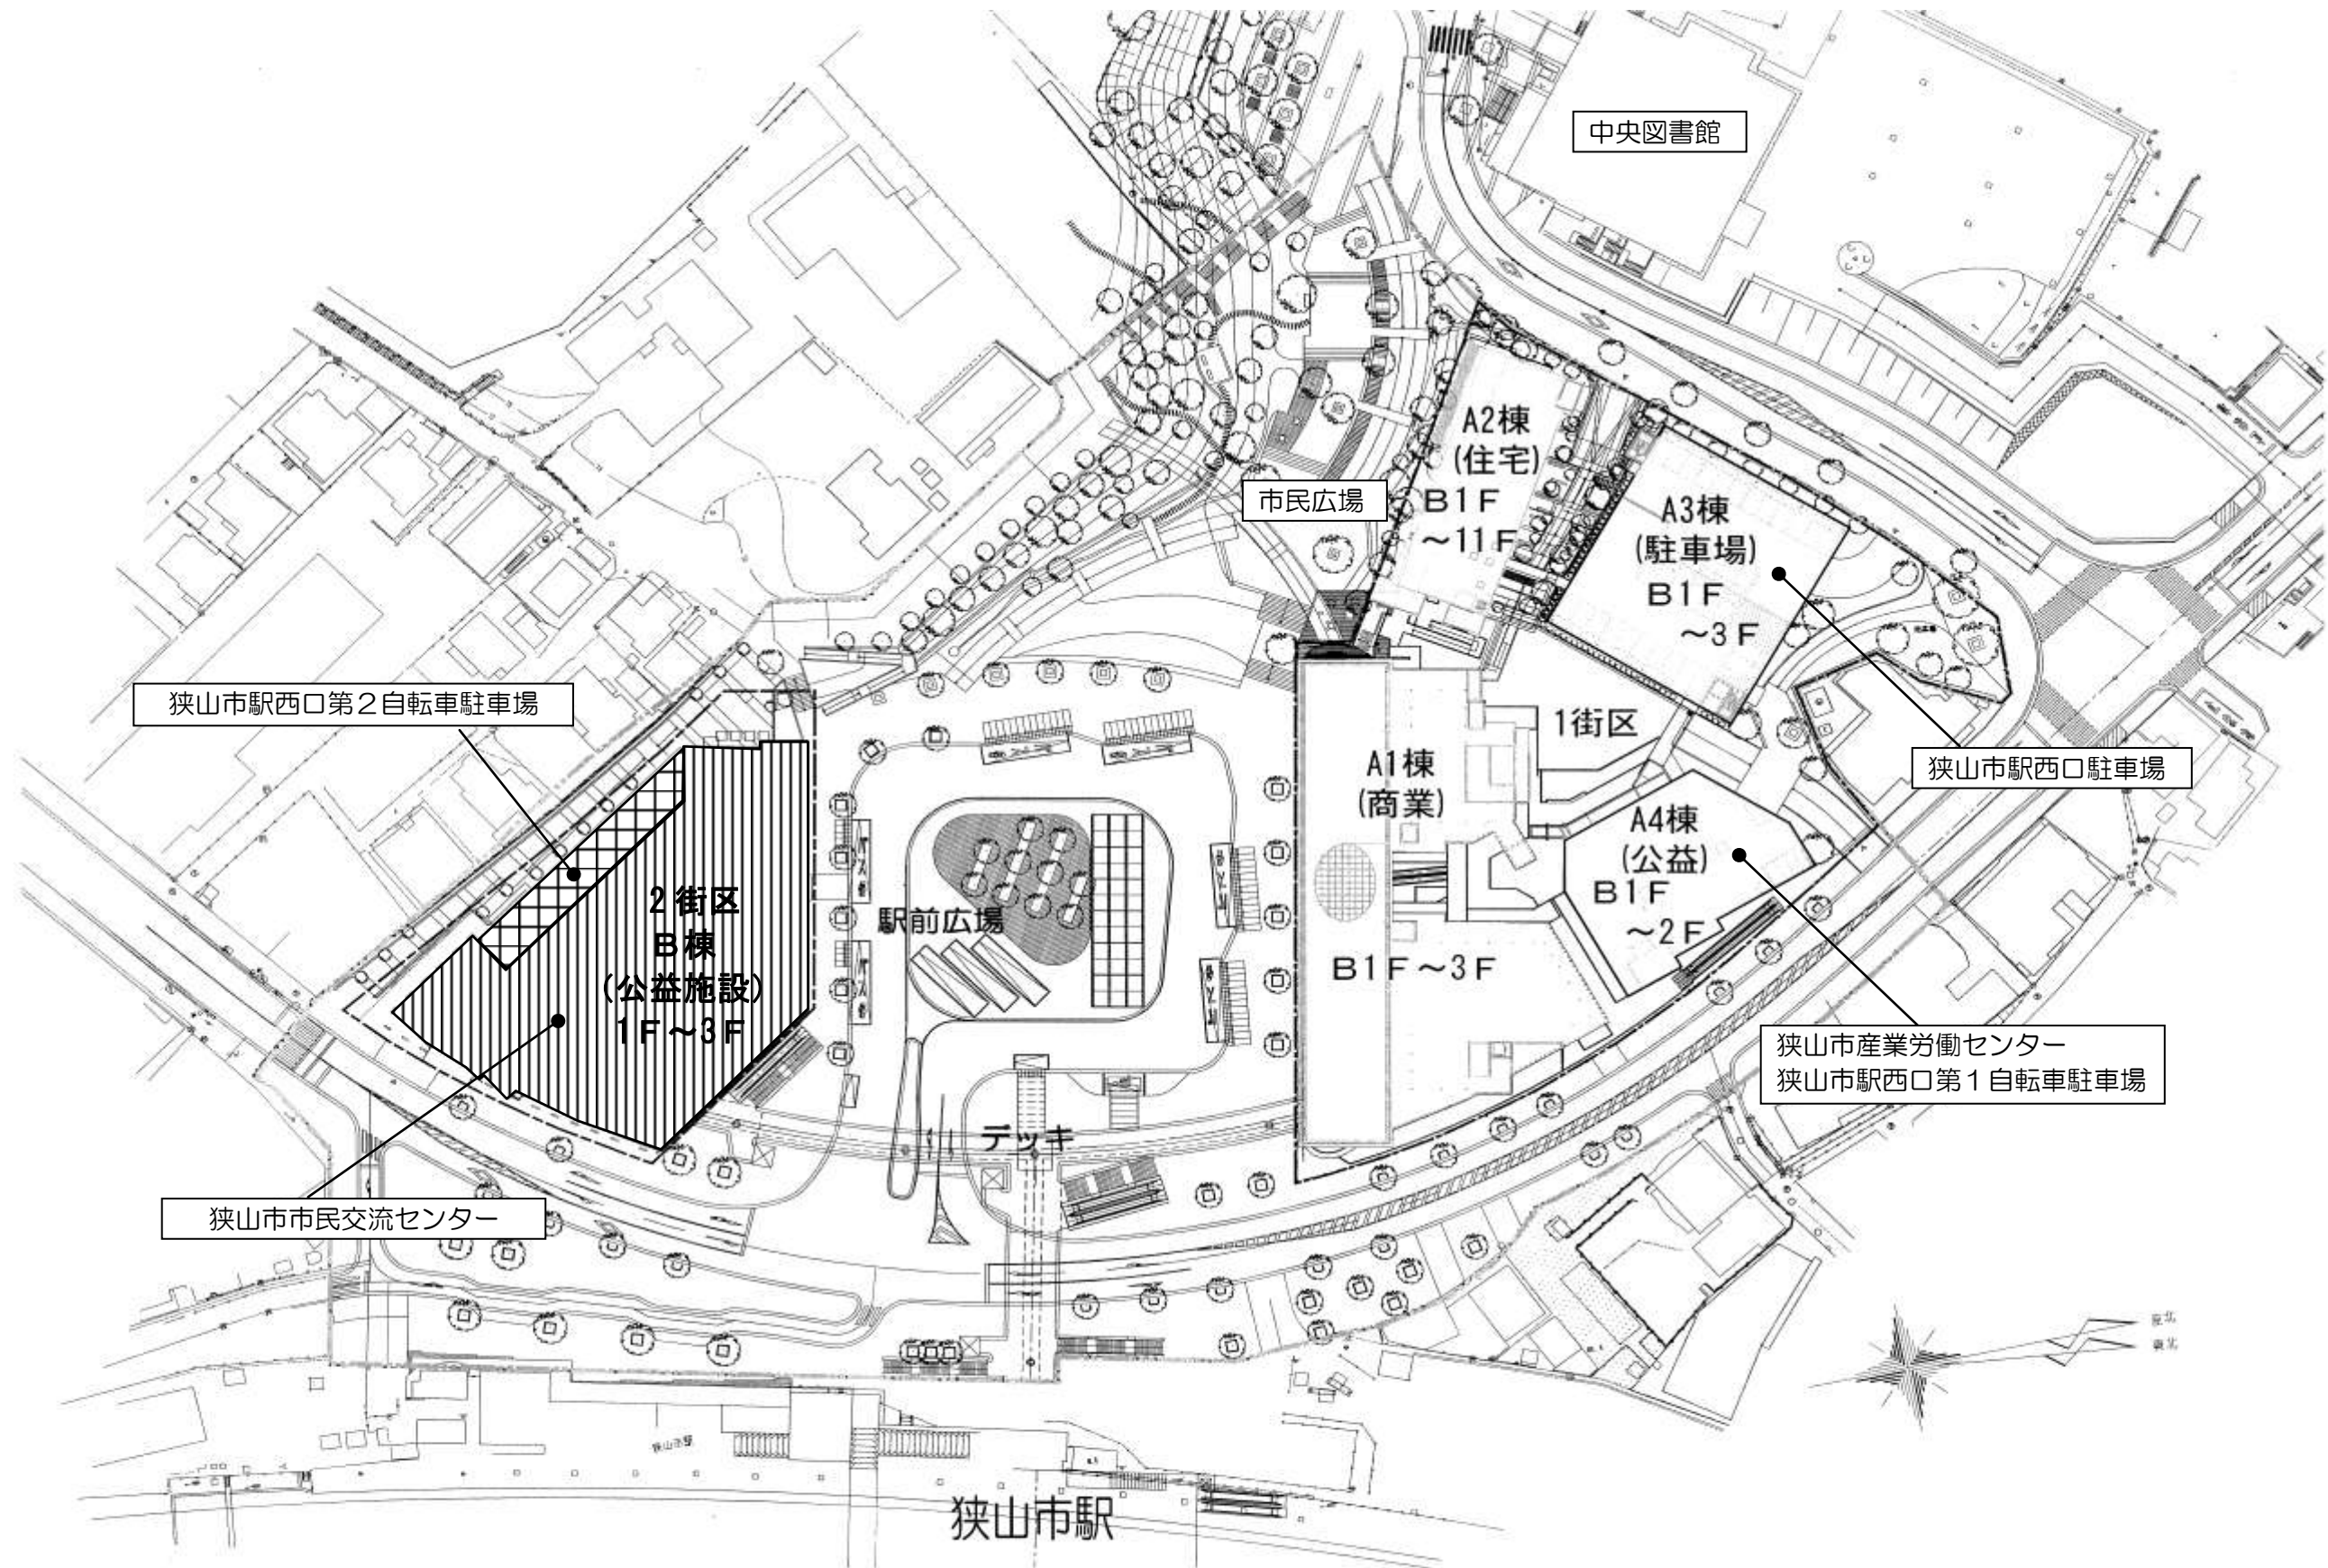 中央図書館
A2棟
(住宅)
B1F
～11F
市民広場
A3棟
(駐車場)
B1F
～3F
狭山市駅西口第２自転車駐車場
1街区
狭山市駅西口駐車場
A1棟
(商業)
B1F～3F
A4棟
(公益)
B1F
～2F
2街区
B棟
(公益施設)
1F～3F
駅前広場
狭山市産業労働センター
狭山市駅西口第１自転車駐車場
デッキ
狭山市市民交流センター
狭山市駅
狭山市駅